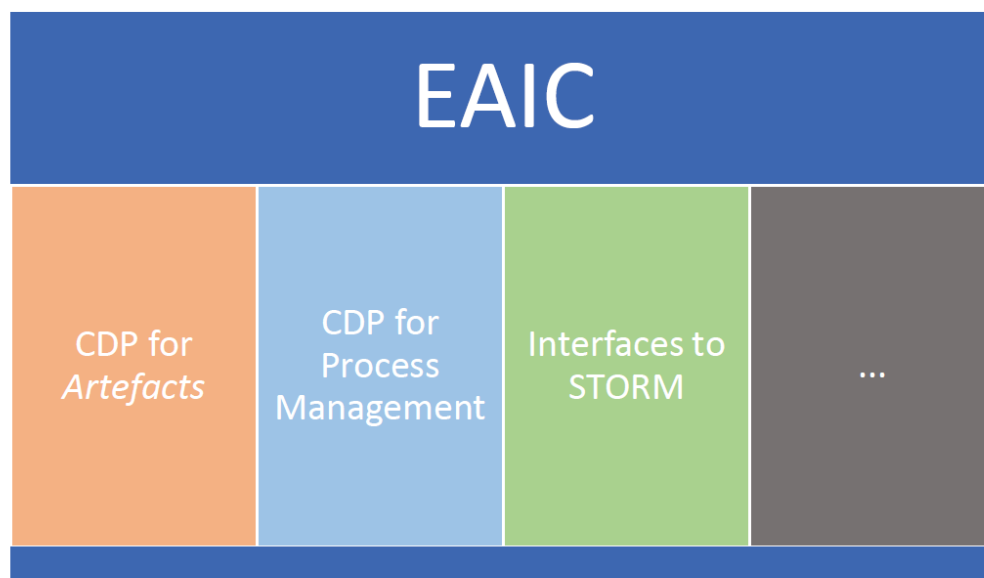 EAIC
CDP for
Artefacts
CDP for
Process
Management
Interfaces to
STORM
...